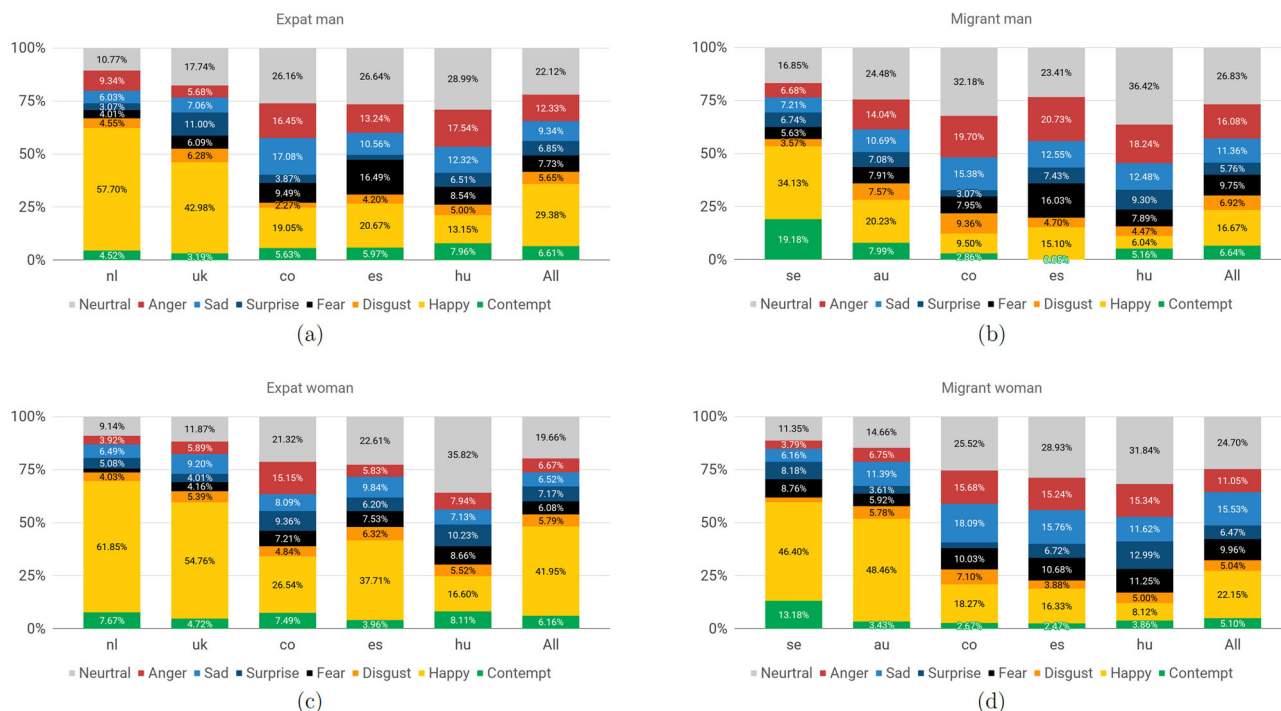 Expat man
100%
10.77% 17.74% 26.16% 26.64% 28.99% 22.12%
9.34% 5.68% 16.45% 13.24% 17.54% 12.33%
75%
6.03% 7.06% 17.08% 10.56% 12.32% 9.34%
3.07% 11.00% 3.87% 6.51% 6.85%
4.01% 6.09% 9.49% 16.49% 8.54% 7.73%
50%
4.55% 6.28% 2.27% 4.20% 5.00% 5.65%
57.70% 42.98% 19.05% 20.67% 13.15% 29.38%
25%
4.52% 3.19% 5.63% 5.97% 7.96% 6.61%
0%
nl uk co es hu All
Neurtral Anger Sad Surprise Fear Disgust Happy Contempt
(a)
Migrant man
100%
16.85% 24.48% 32.18% 23.41% 36.42% 26.83%
6.68% 14.04% 19.70% 20.73% 18.24% 16.08%
75%
7.21% 10.69% 15.38% 12.55% 12.48% 11.36%
6.74% 7.08% 3.07% 7.43% 9.30% 5.76%
5.63% 7.91% 7.95% 16.03% 7.89% 9.75%
50%
3.57% 7.57% 9.36% 4.70% 4.47% 6.92%
34.13% 20.23% 9.50% 15.10% 6.04% 16.67%
25%
19.18% 7.99% 2.86% 5.16% 6.64%
0%
se au co es hu All
Neurtral Anger Sad Surprise Fear Disgust Happy Contempt
(b)
Expat woman
100%
9.14% 11.87% 21.32% 22.61% 35.82% 19.66%
3.92% 5.89% 15.15% 5.83% 7.94% 6.67%
75%
6.49% 9.20% 8.09% 9.84% 7.13% 6.52%
5.08% 4.01% 9.36% 6.20% 10.23% 7.17%
4.16% 7.21% 7.53% 8.66% 6.08%
50%
4.03% 5.39% 4.84% 6.32% 5.52% 5.79%
61.85% 54.76% 26.54% 37.71% 16.60% 41.95%
25%
7.67% 4.72% 7.49% 3.96% 8.11% 6.16%
0%
nl uk co es hu All
Neurtral Anger Sad Surprise Fear Disgust Happy Contempt
(c)
Migrant woman
100%
11.35% 14.66% 25.52% 28.93% 31.84% 24.70%
3.79% 6.75% 15.68% 15.24% 15.34% 11.05%
75%
6.16% 11.39% 18.09% 15.76% 11.62% 15.53%
8.18% 3.61% 6.72% 12.99% 6.47%
8.76% 5.92% 10.03% 10.68% 11.25% 9.96%
50%
5.78% 7.10% 3.88% 5.00% 5.04%
46.40% 48.46% 18.27% 16.33% 8.12% 22.15%
25%
13.18% 3.43% 2.67% 2.47% 3.86% 5.10%
0%
se au co es hu All
Neurtral Anger Sad Surprise Fear Disgust Happy Contempt
(d)